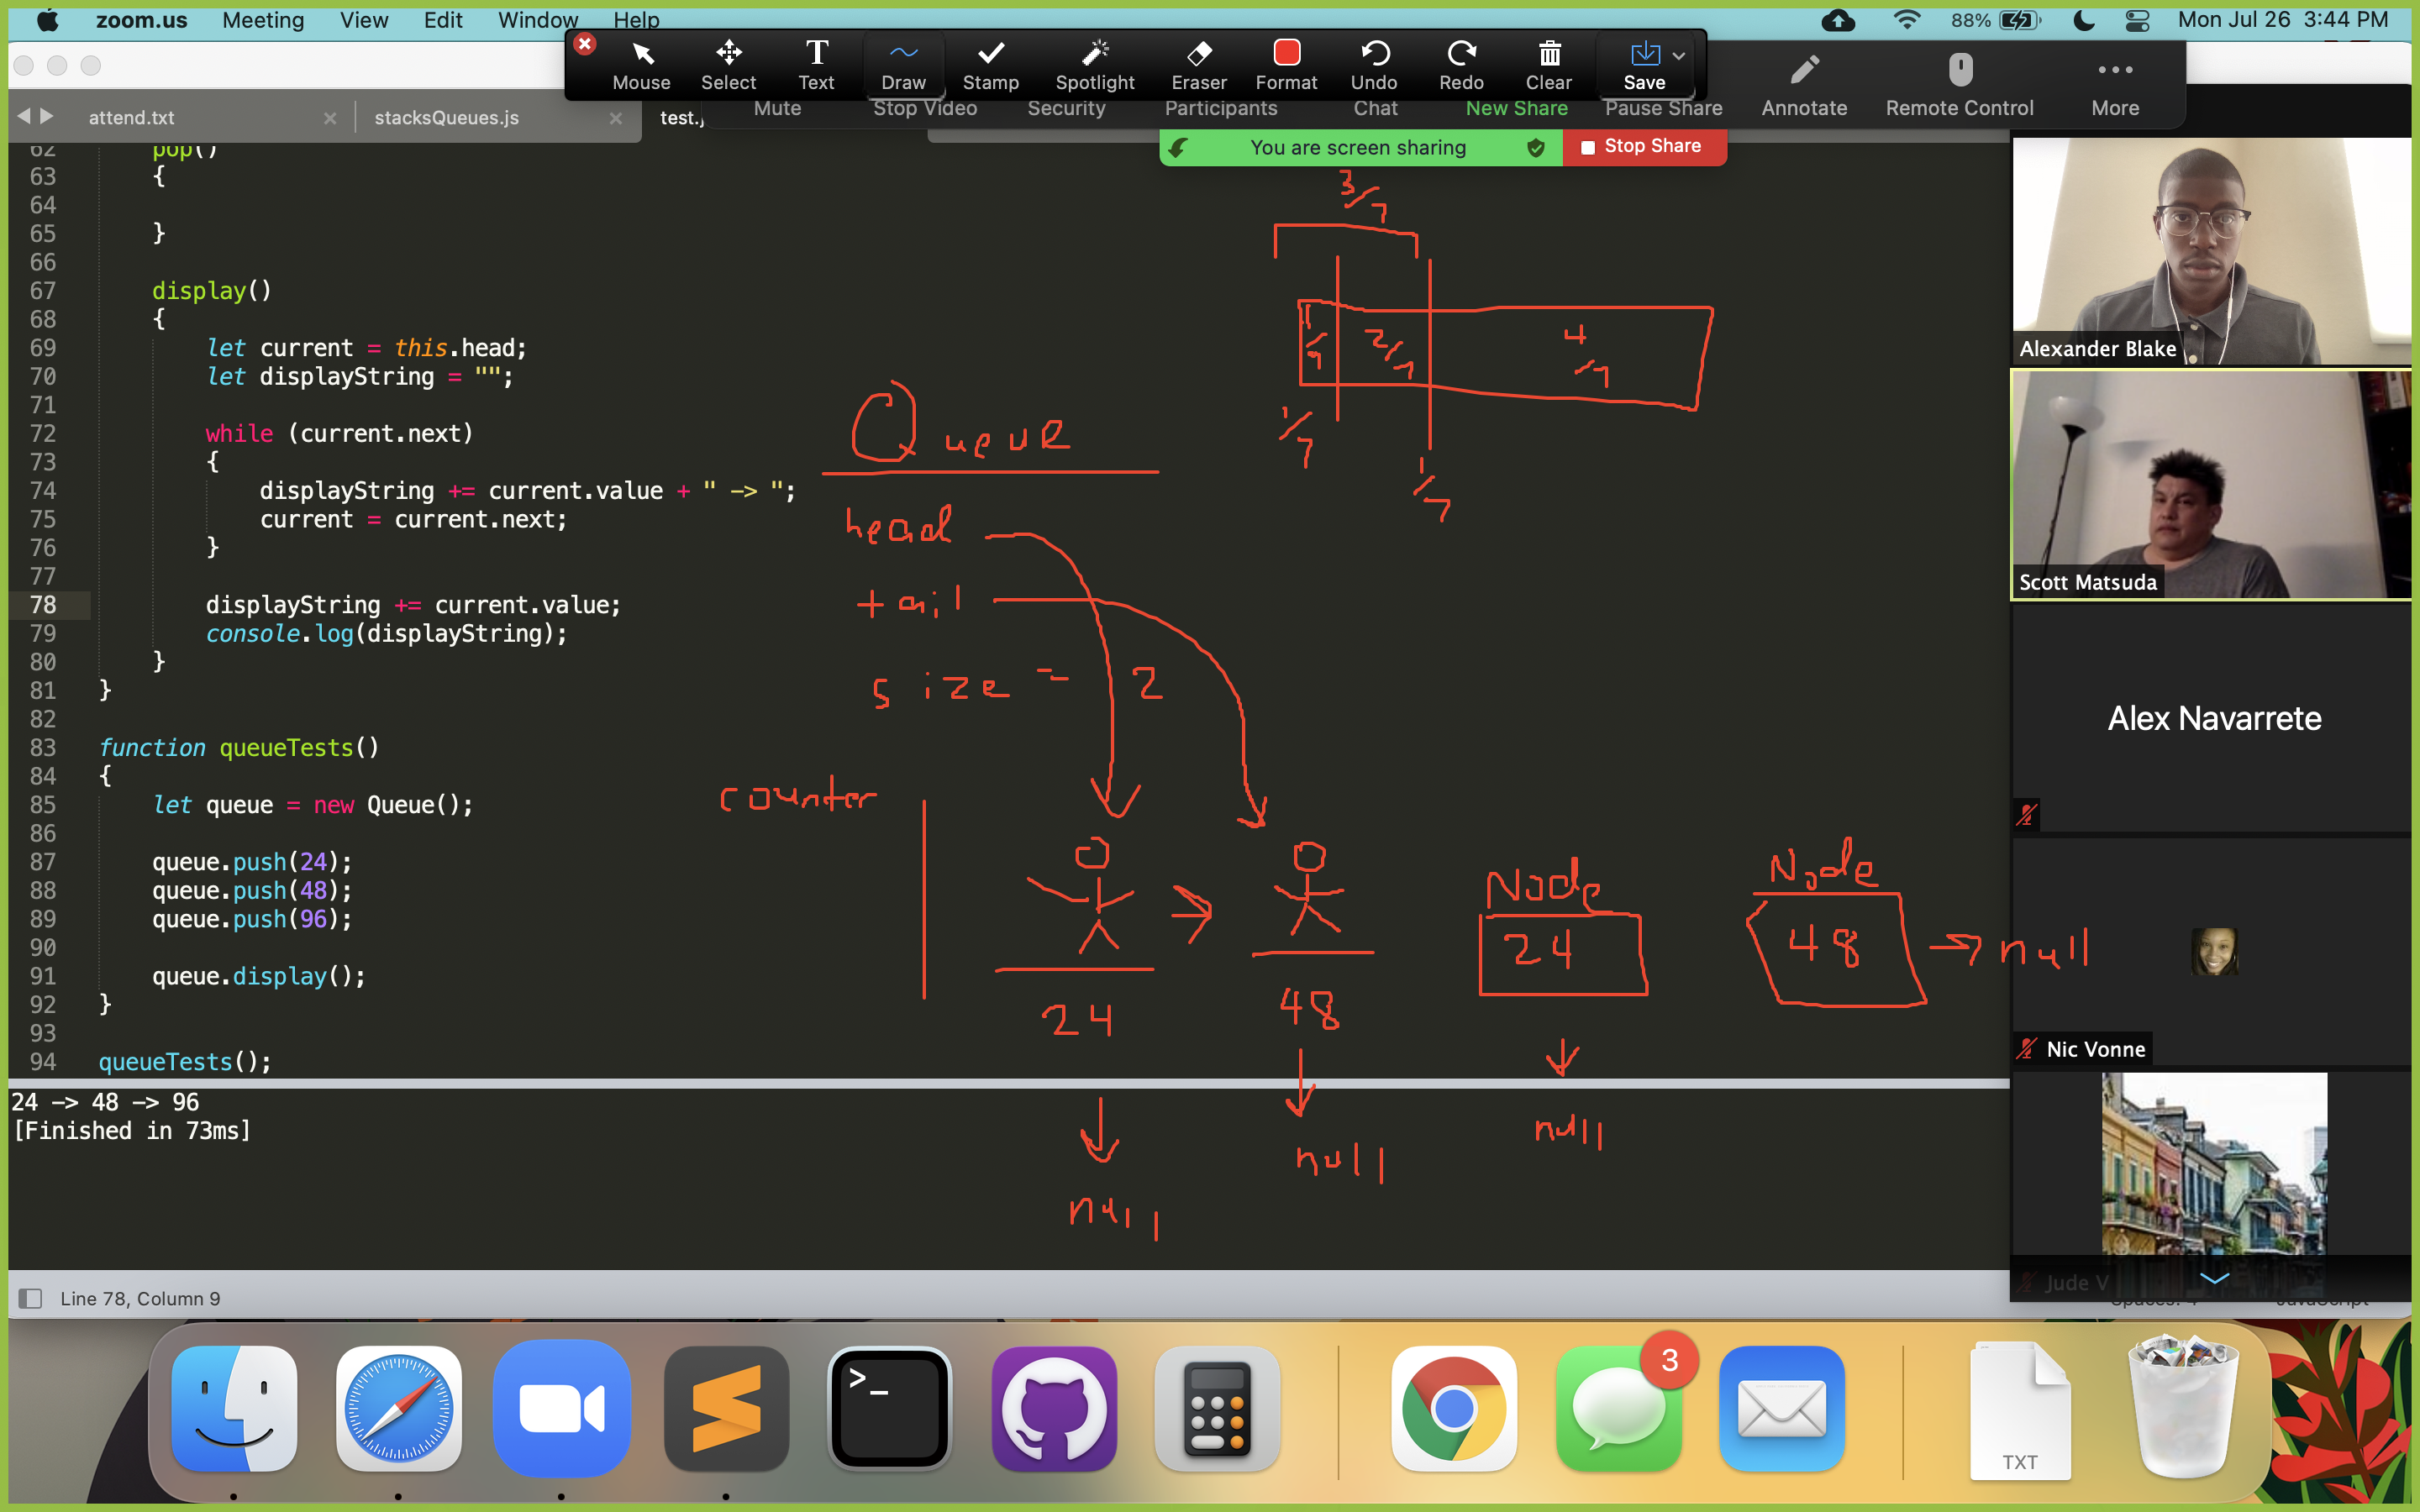 zoom.us Meeting View Edit Window Help
88% Mon Jul 26 3:44 PM
Mouse Select Text Draw Stamp Spotlight Eraser Format Undo Redo Clear Save
Mute Stop Video Security Participants Chat New Share Pause Share Annotate Remote Control More
You are screen sharing Stop Share
attend.txt stacksQueues.js
62 pop()
63 {
64
65 }
66
67 display()
68 {
69 let current = this.head;
70 let displayString = "";
71
72 while (current.next)
73 {
74 displayString += current.value + " -> ";
75 current = current.next;
76 }
77
78 displayString += current.value;
79 console.log(displayString);
80 }
81 }
82
83 function queueTests()
84 {
85 let queue = new Queue();
86
87 queue.push(24);
88 queue.push(48);
89 queue.push(96);
90
91 queue.display();
92 }
93
94 queueTests();
24 -> 48 -> 96
[Finished in 73ms]
Line 78, Column 9
3/7
1/7 2/7 4/7
1/7
1/7
Queue
head
tail
size = 2
counter
24
48
null
null
Node
24
null
Node
48 -> null
Alexander Blake
Scott Matsuda
Alex Navarrete
Nic Vonne
Jude V
>_
3
TXT